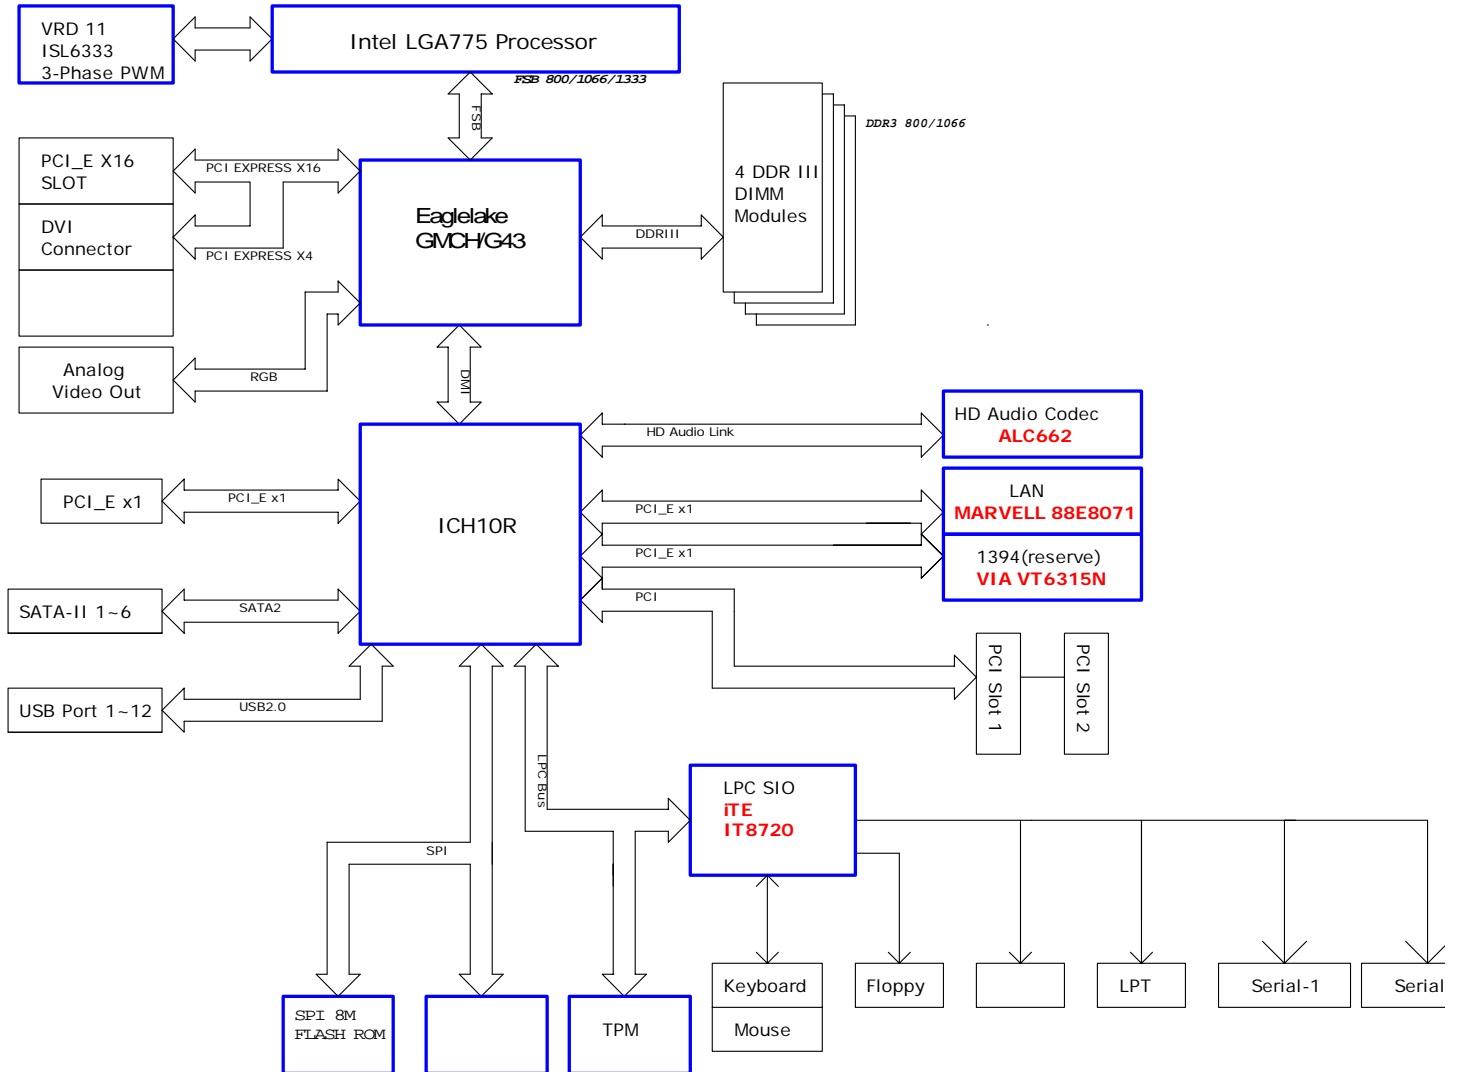 VRD 11
ISL6333
3-Phase PWM
Intel LGA775 Processor
FSB 800/1066/1333
FSB
PCI_E X16
SLOT
PCI EXPRESS X16
DVI
Connector
PCI EXPRESS X4
Eaglelake
GMCH/G43
DDRIII
4 DDR III
DIMM
Modules
DDR3 800/1066
Analog
Video Out
RGB
DMI
HD Audio Link
HD Audio Codec
ALC662
PCI_E x1
PCI_E x1
ICH10R
PCI_E x1
LAN
MARVELL 88E8071
PCI_E x1
1394(reserve)
VIA VT6315N
PCI
SATA-II 1~6
SATA2
PCI Slot 1
PCI Slot 2
USB Port 1~12
USB2.0
LPC Bus
LPC SIO
iTE
IT8720
SPI
Keyboard
Mouse
Floppy
LPT
Serial-1
Serial
SPI 8M
FLASH ROM
TPM